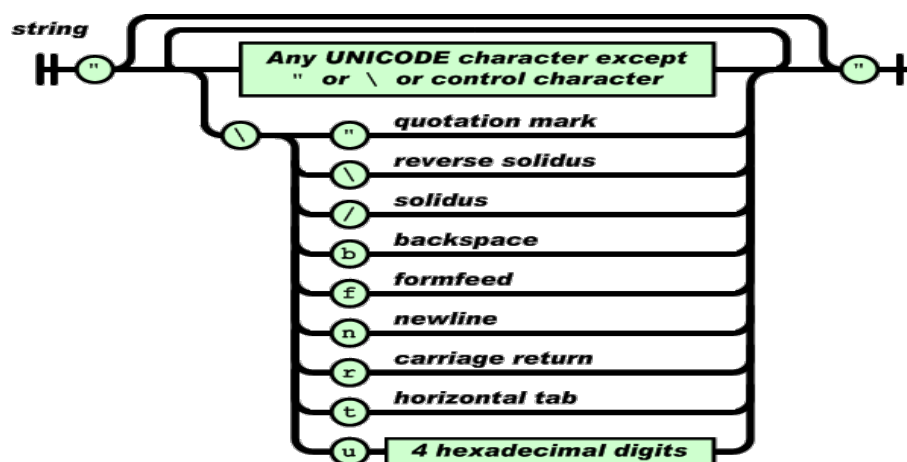 string
" Any UNICODE character except "
" or \ or control character
\ " quotation mark
\ reverse solidus
/ solidus
b backspace
f formfeed
n newline
r carriage return
t horizontal tab
u 4 hexadecimal digits